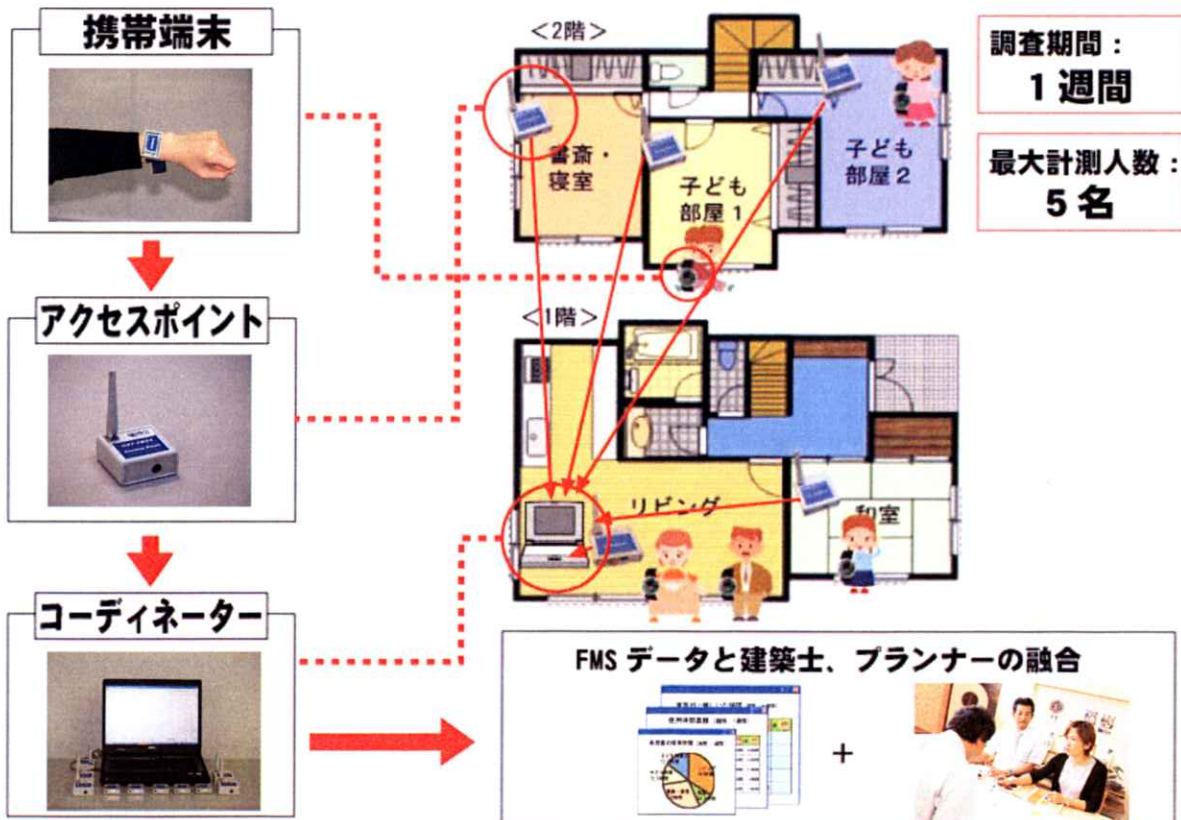 携帯端末
アクセスポイント
コーディネーター
<2階>
書斎・
寝室
子ども
部屋1
子ども
部屋2
調査期間:
1週間
最大計測人数:
5名
<1階>
リビング
和室
FMS データと建築士、プランナーの融合
+